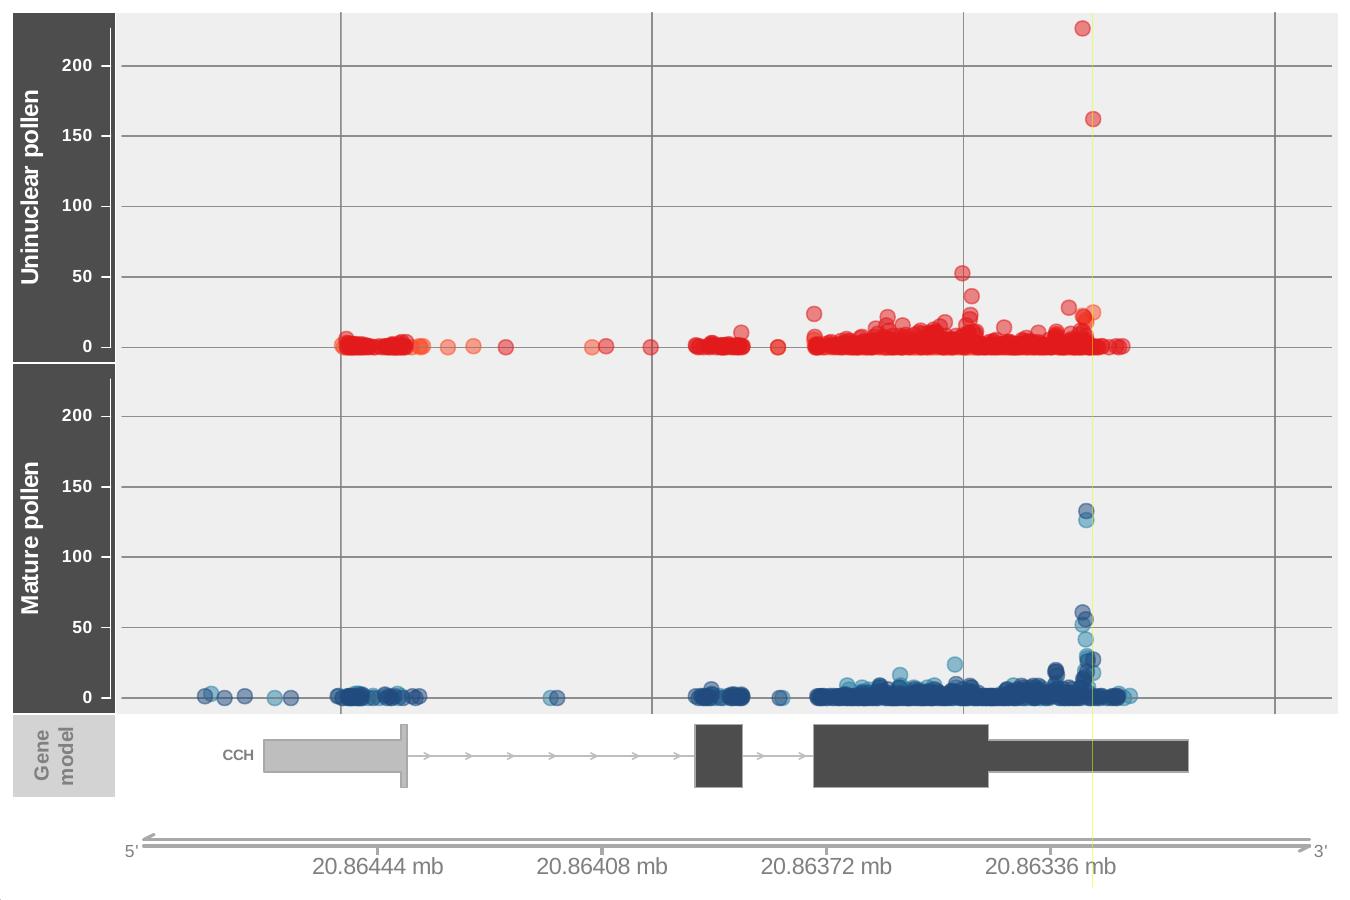 Uninuclear pollen
200
150
100
50
0
Mature pollen
200
150
100
50
0
Gene
model
CCH
5'
3'
20.86444 mb
20.86408 mb
20.86372 mb
20.86336 mb